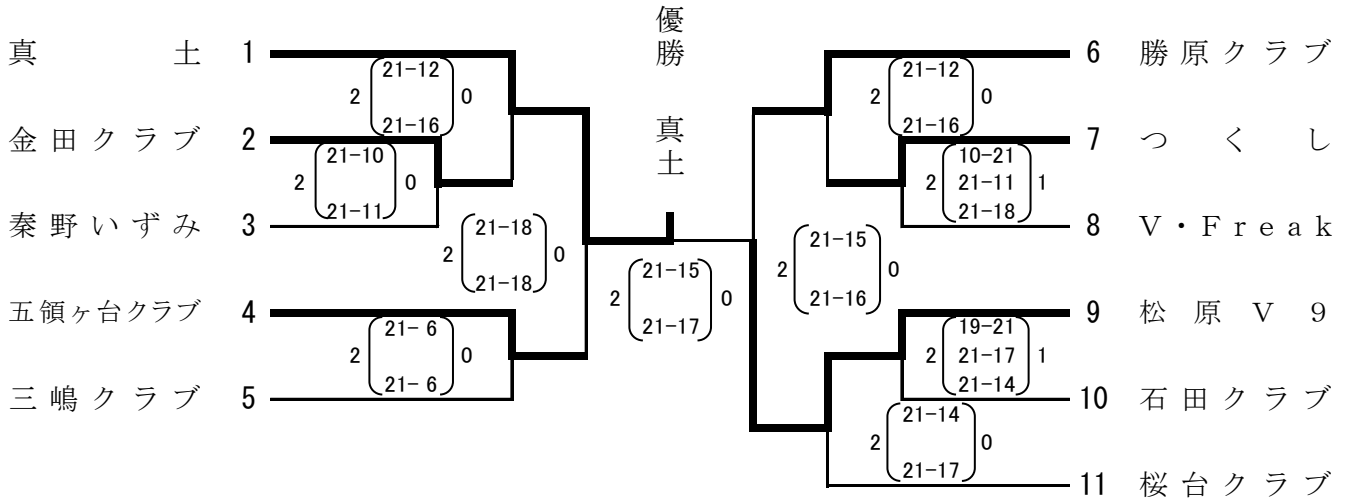 優勝 真土
真土 1
21-12
2 0
21-16
金田クラブ 2
21-10
2 0
21-11
秦野いずみ 3
21-18
2 0
21-18
五領ヶ台クラブ 4
21- 6
2 0
21- 6
三嶋クラブ 5
21-15
2 0
21-17
6 勝原クラブ
21-12
2 0
21-16
7 つくし
10-21
2 21-11 1
21-18
8 V・Freak
21-15
2 0
21-16
9 松原V9
19-21
2 21-17 1
21-14
10 石田クラブ
21-14
2 0
21-17
11 桜台クラブ